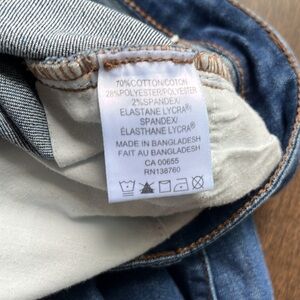 70%COTTON/COTON
28%POLYESTER/POLYESTER
2%SPANDEX/
ELASTANE LYCRA®/
SPANDEX/
ÉLASTHANE LYCRA®
MADE IN BANGLADESH
FAIT AU BANGLADESH
CA 00655
RN138760